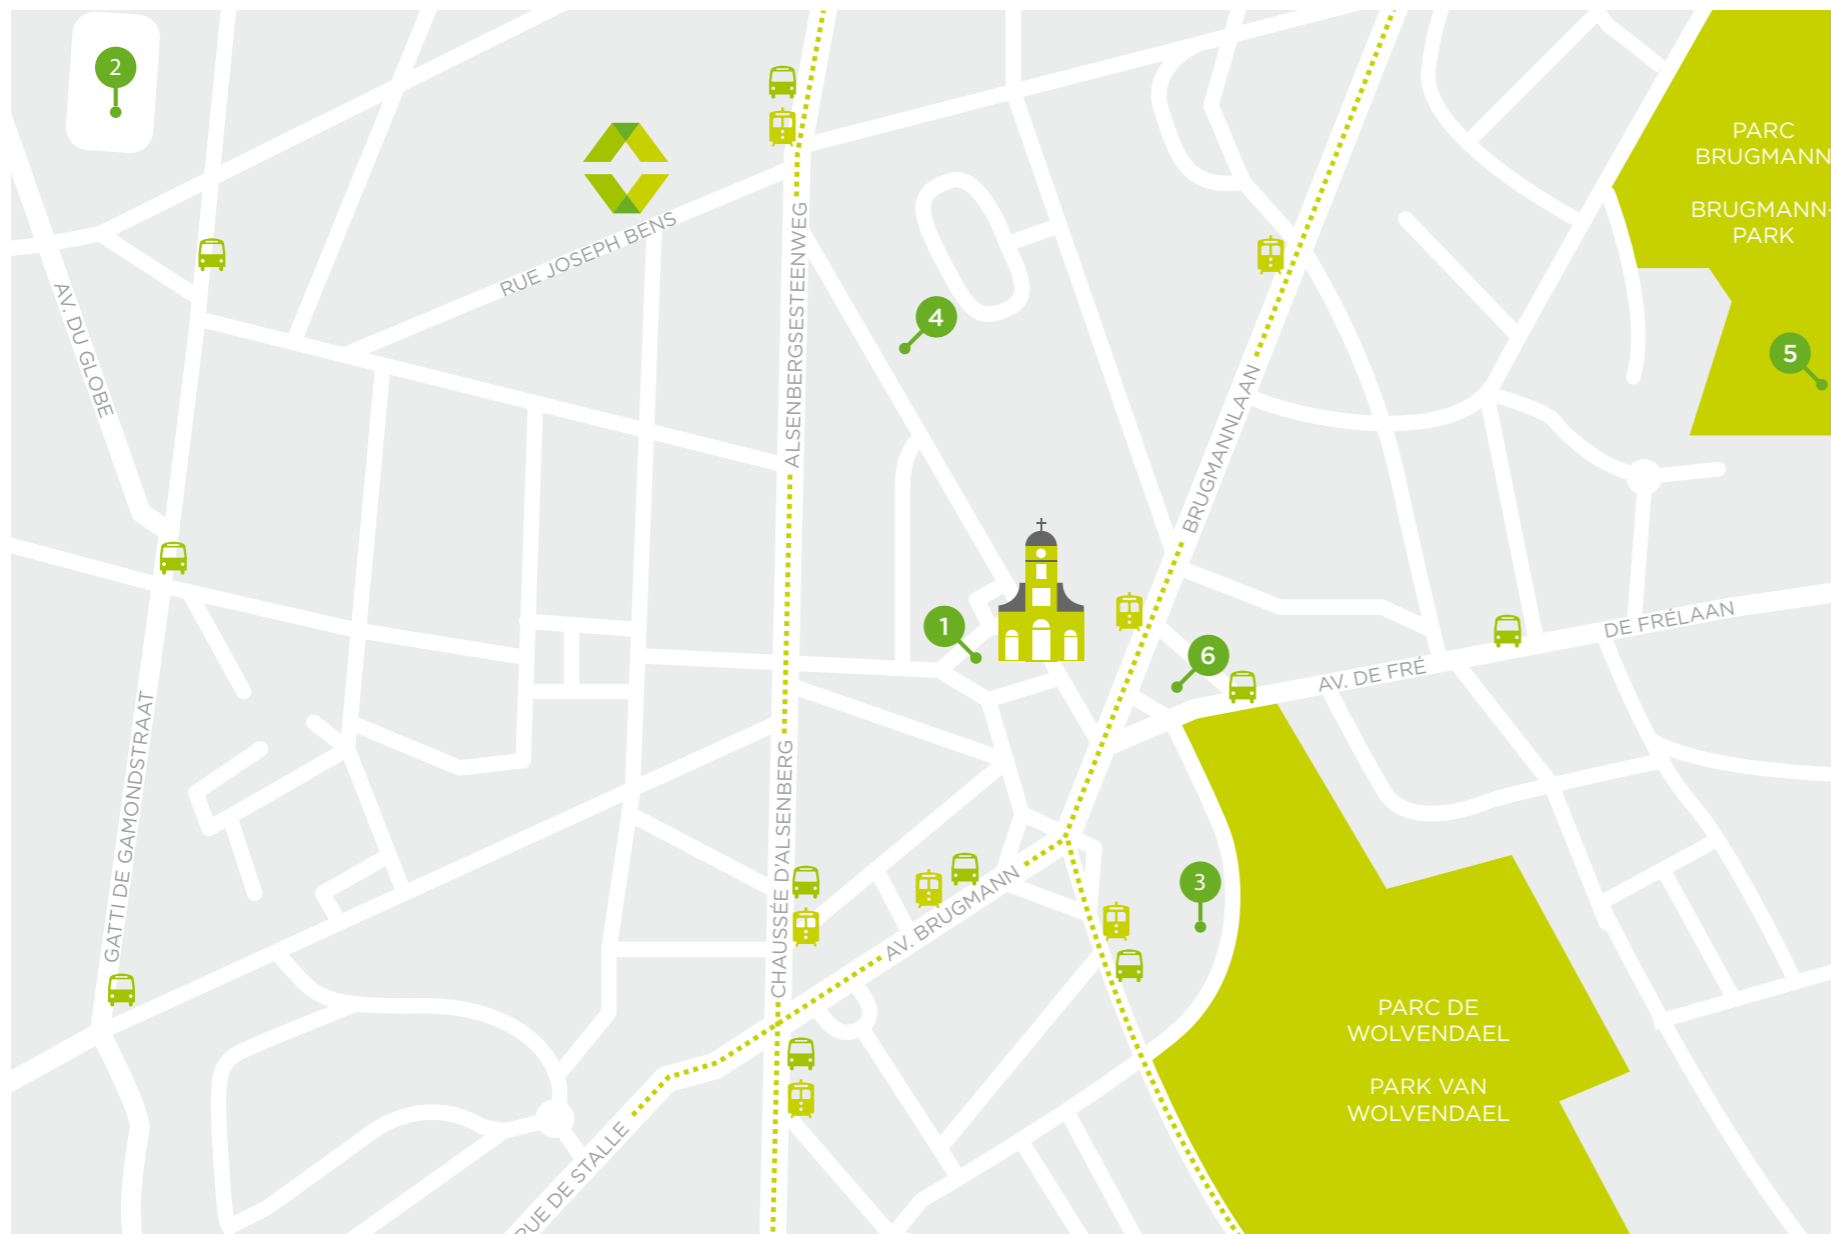 2
PARC
BRUGMANN
BRUGMANN-
PARK
RUE JOSEPH BENS
ALSENBERGSESTEENWEG
AV. DU GLOBE
4
5
BRUGMANNLAAN
1
6
DE FRÉLAAN
AV. DE FRÉ
GATTI DE GAMONDSTRAAT
CHAUSSÉE D'ALSENBERG
3
AV. BRUGMANN
PARC DE
WOLVENDAEL
PARK VAN
WOLVENDAEL
RUE DE STALLE